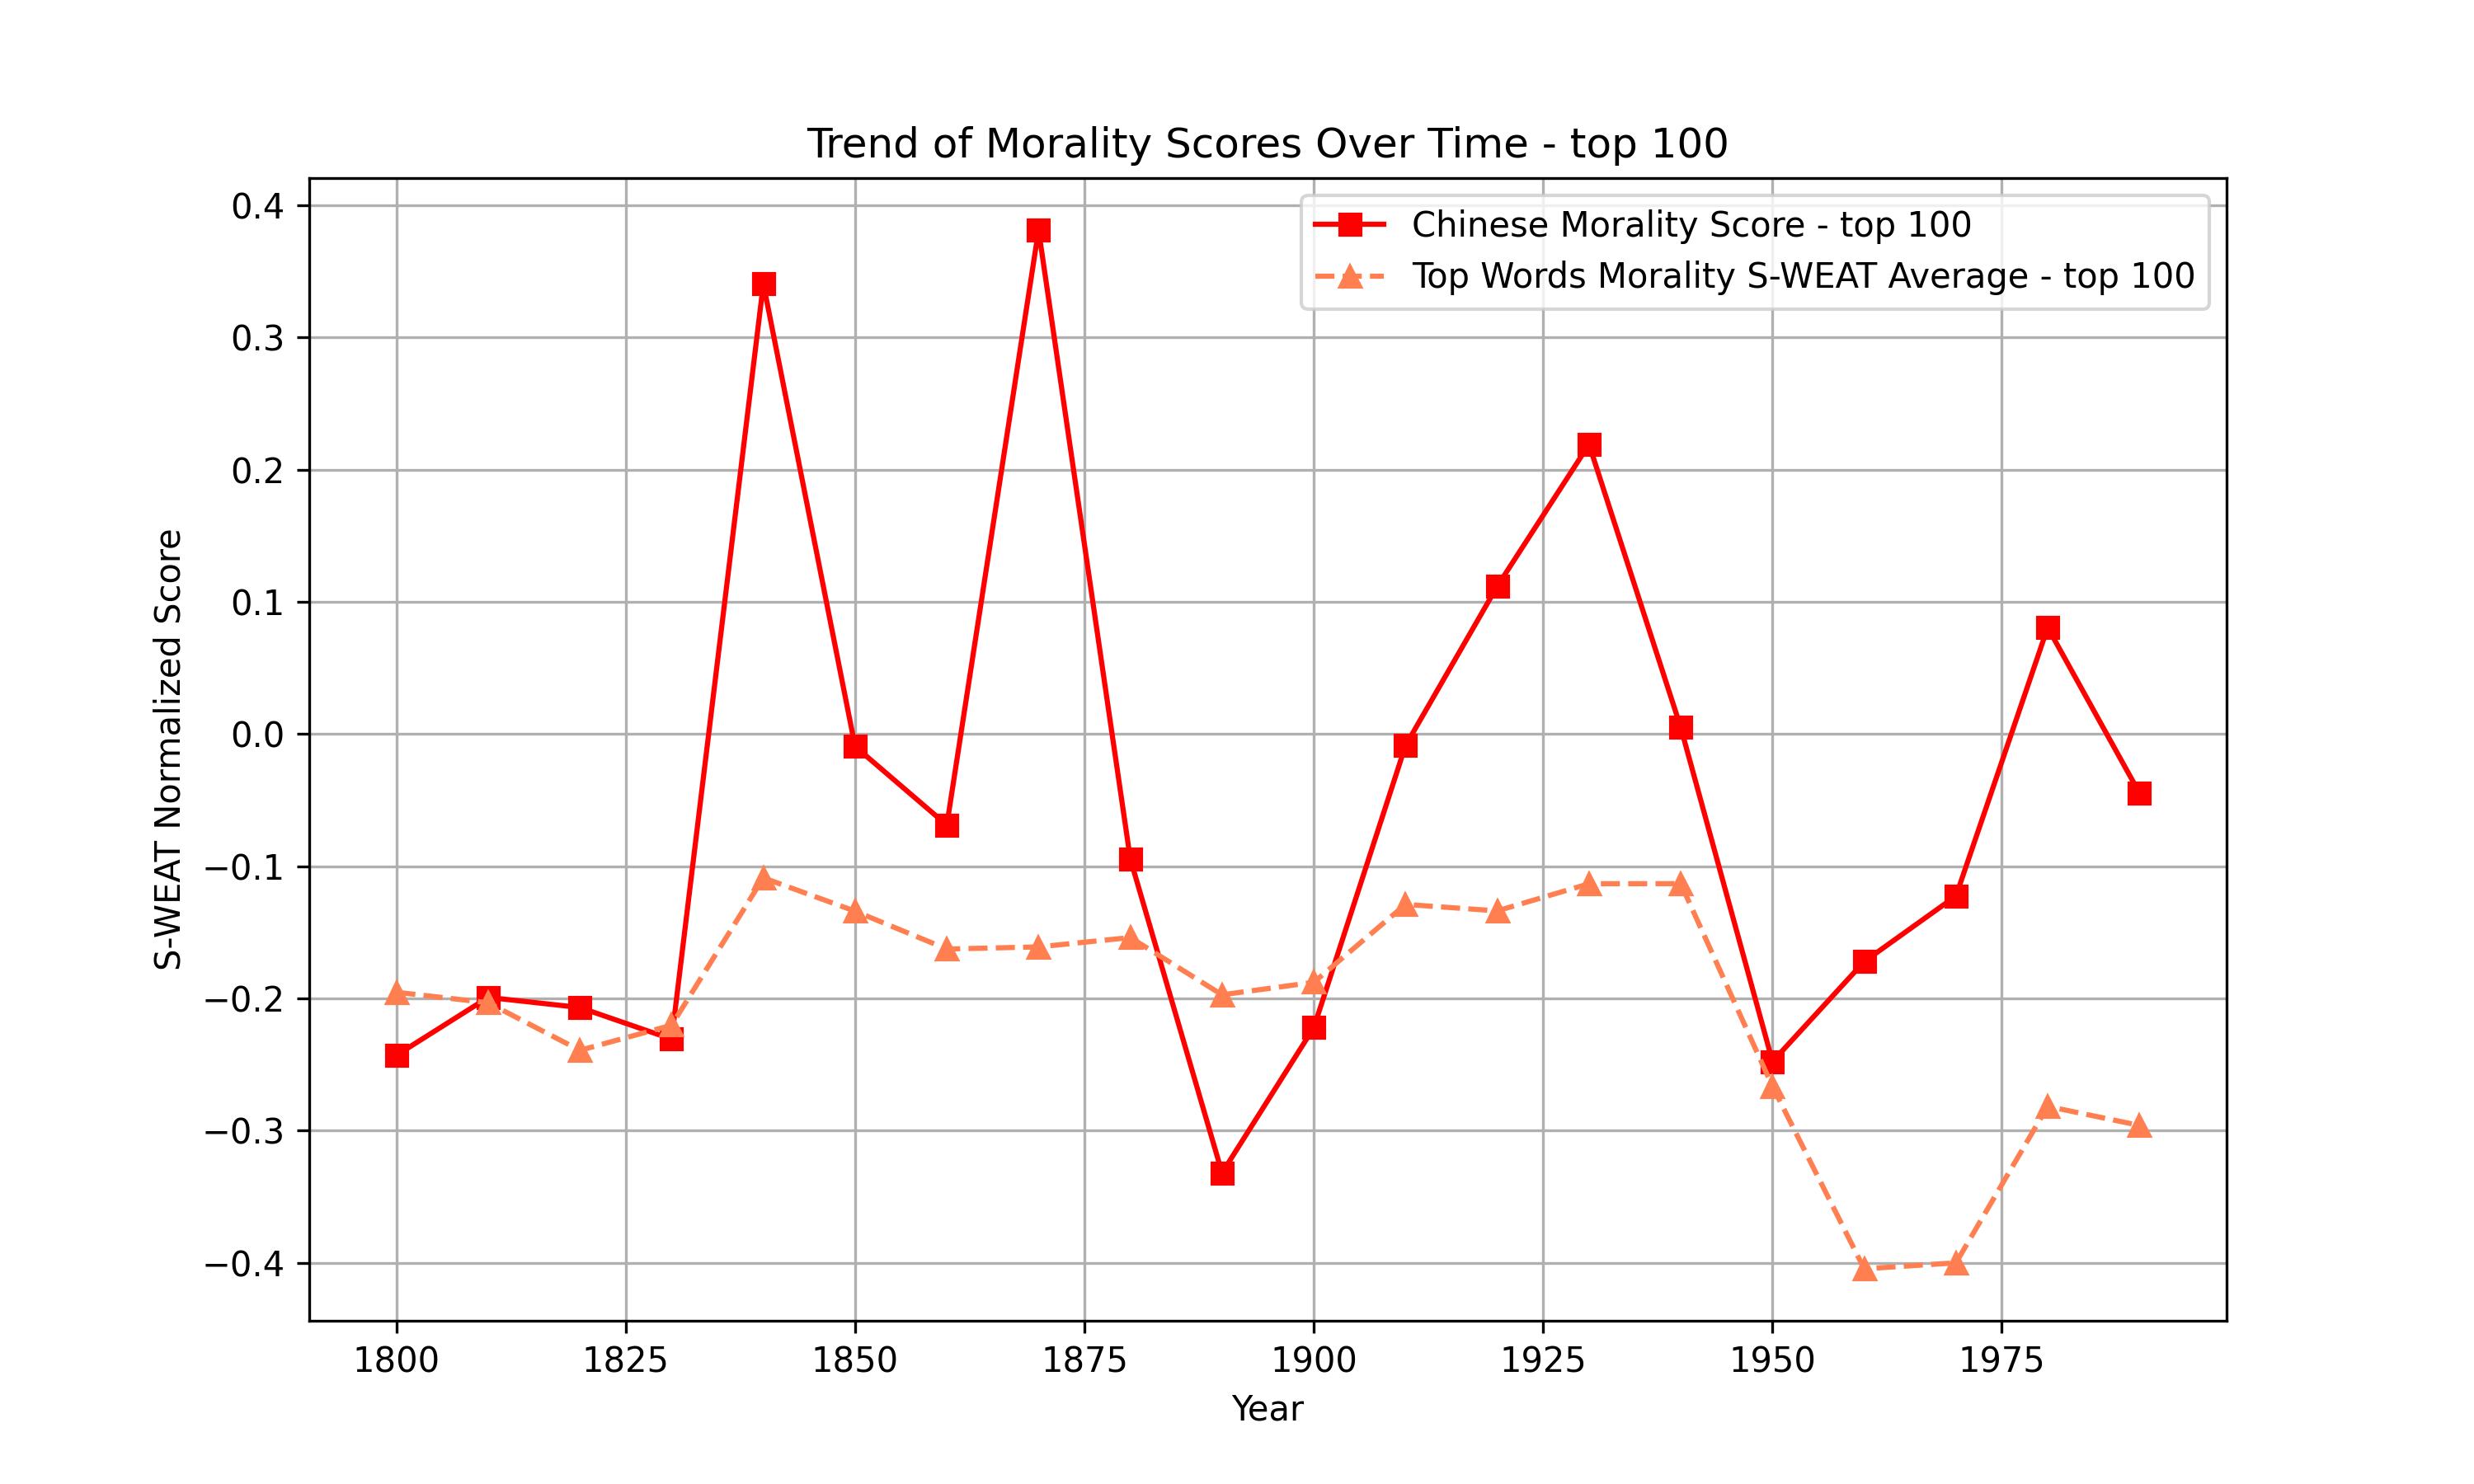 Trend of Morality Scores Over Time - top 100
Chinese Morality Score - top 100
Top Words Morality S-WEAT Average - top 100
S-WEAT Normalized Score
0.4
0.3
0.2
0.1
0.0
−0.1
−0.2
−0.3
−0.4
1800 1825 1850 1875 1900 1925 1950 1975
Year